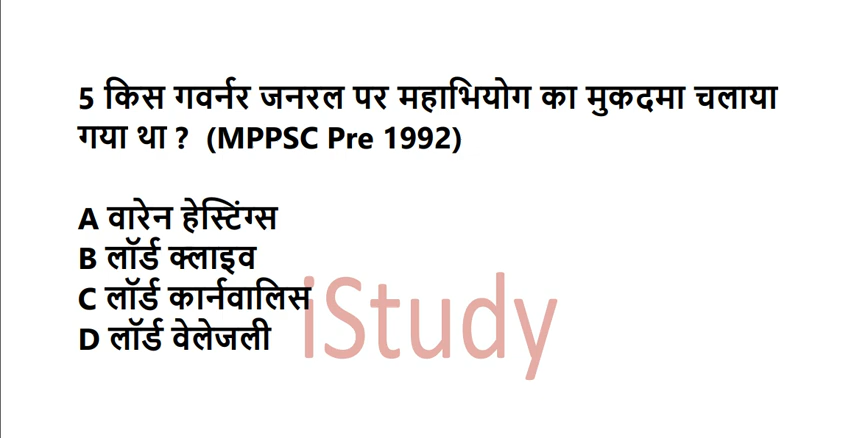 5 किस गवर्नर जनरल पर महाभियोग का मुकदमा चलाया
गया था ? (MPPSC Pre 1992)
A वारेन हेस्टिंग्स
B लॉर्ड क्लाइव
C लॉर्ड कार्नवालिस
D लॉर्ड वेलेजली
iStudy